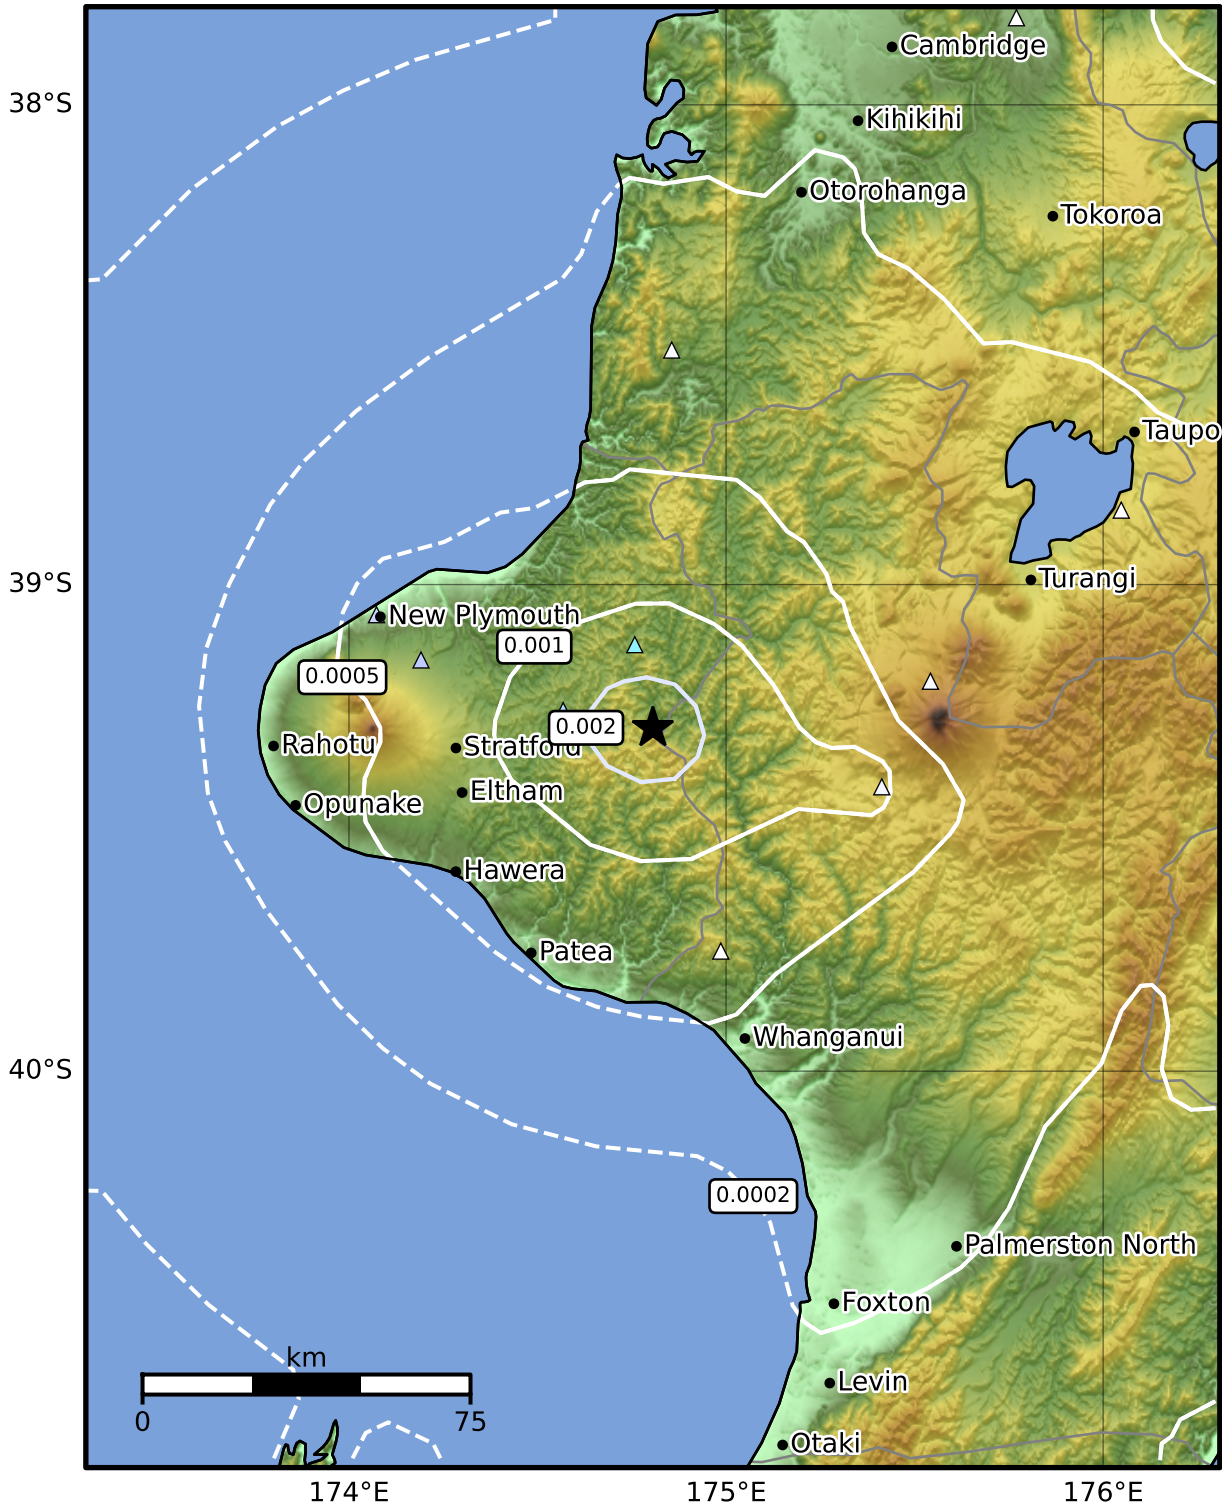 Cambridge
38°S
Kihikihi
Otorohanga
Tokoroa
Taupo
39°S
Turangi
New Plymouth
0.001
0.0005
0.002
Rahotu
Stratford
Eltham
Opunake
Hawera
Patea
Whanganui
40°S
0.0002
Palmerston North
Foxton
km
Levin
0
75
Otaki
174°E
175°E
176°E